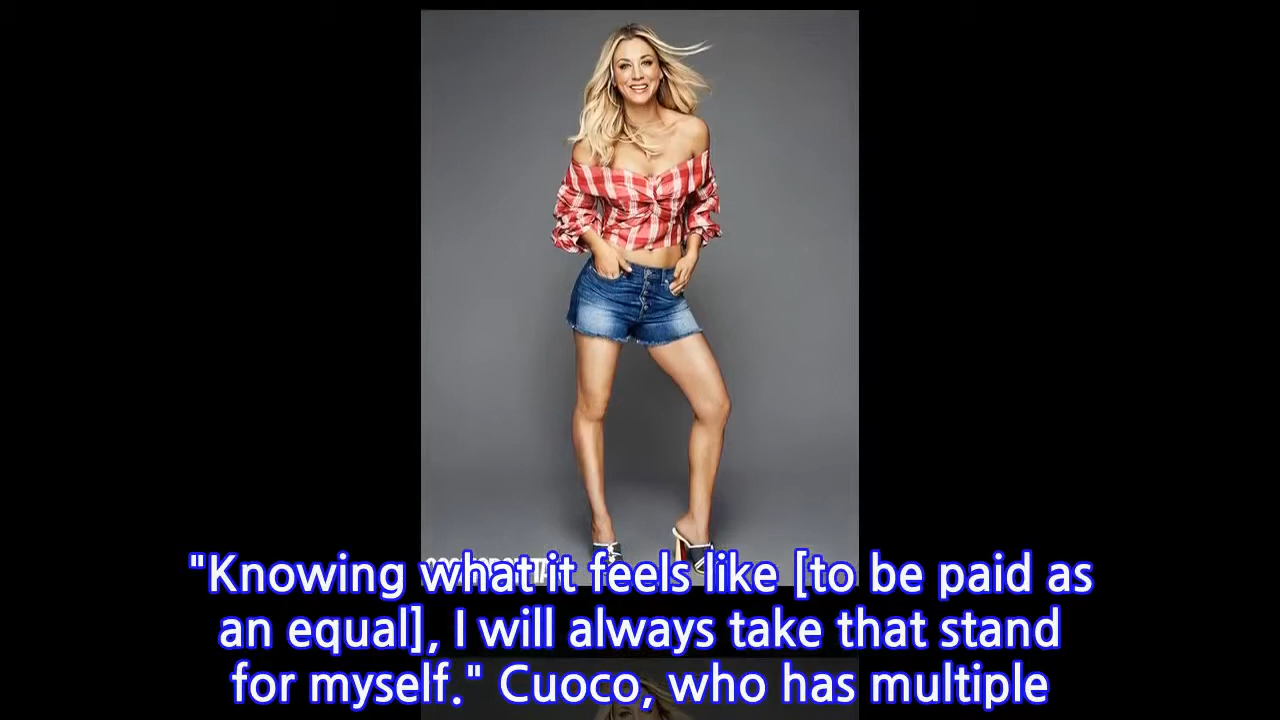 "Knowing what it feels like [to be paid as
an equal], I will always take that stand
for myself." Cuoco, who has multiple